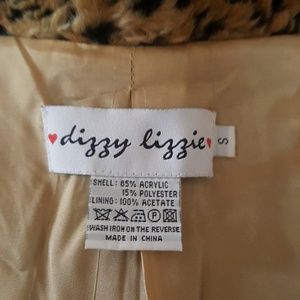 dizzy lizzie
S
SHELL: 85% ACRYLIC
15% POLYESTER
LINING: 100% ACETATE
WASH IRON ON THE REVERSE
MADE IN CHINA